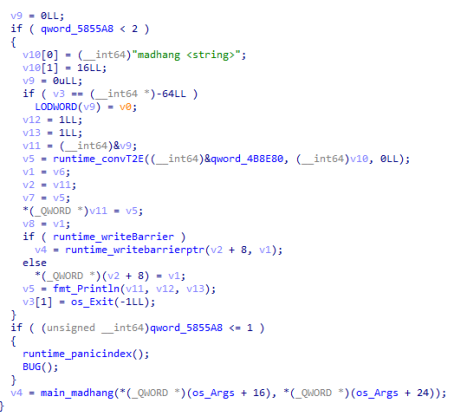 v9 = 0LL;
if ( qword_5855A8 < 2 )
{
v10[0] = (__int64)"madhang <string>";
v10[1] = 16LL;
v9 = 0uLL;
if ( v3 == (__int64 *)-64LL )
LODWORD(v9) = v0;
v12 = 1LL;
v13 = 1LL;
v11 = (__int64)&v9;
v5 = runtime_convT2E((__int64)&qword_4B8E80, (__int64)v10, 0LL);
v1 = v6;
v2 = v11;
v7 = v5;
*(_QWORD *)v11 = v5;
v8 = v1;
if ( runtime_writeBarrier )
v4 = runtime_writebarrierptr(v2 + 8, v1);
else
*(_QWORD *)(v2 + 8) = v1;
v5 = fmt_Println(v11, v12, v13);
v3[1] = os_Exit(-1LL);
}
if ( (unsigned __int64)qword_5855A8 <= 1 )
{
runtime_panicindex();
BUG();
}
v4 = main_madhang(*(_QWORD *)(os_Args + 16), *(_QWORD *)(os_Args + 24));
}